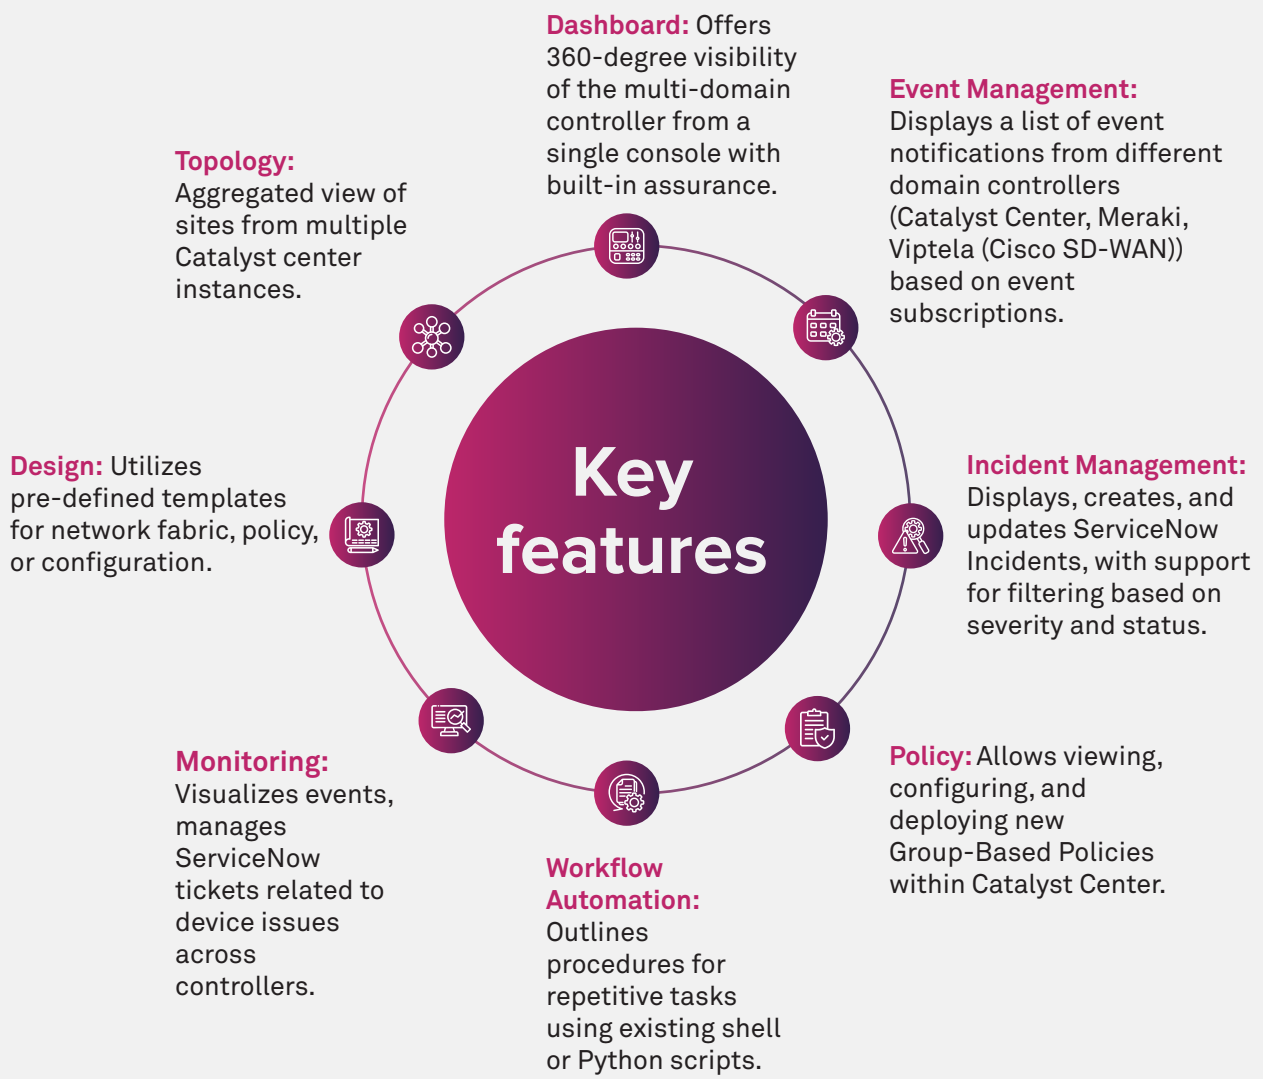 Dashboard: Offers
360-degree visibility
of the multi-domain
controller from a
single console with
built-in assurance.
Event Management:
Displays a list of event
notifications from different
domain controllers
(Catalyst Center, Meraki,
Viptela (Cisco SD-WAN))
based on event
subscriptions.
Topology:
Aggregated view of
sites from multiple
Catalyst center
instances.
Key
features
Design: Utilizes
pre-defined templates
for network fabric, policy,
or configuration.
Incident Management:
Displays, creates, and
updates ServiceNow
Incidents, with support
for filtering based on
severity and status.
Monitoring:
Visualizes events,
manages
ServiceNow
tickets related to
device issues
across
controllers.
Policy: Allows viewing,
configuring, and
deploying new
Group-Based Policies
within Catalyst Center.
Workflow
Automation:
Outlines
procedures for
repetitive tasks
using existing shell
or Python scripts.